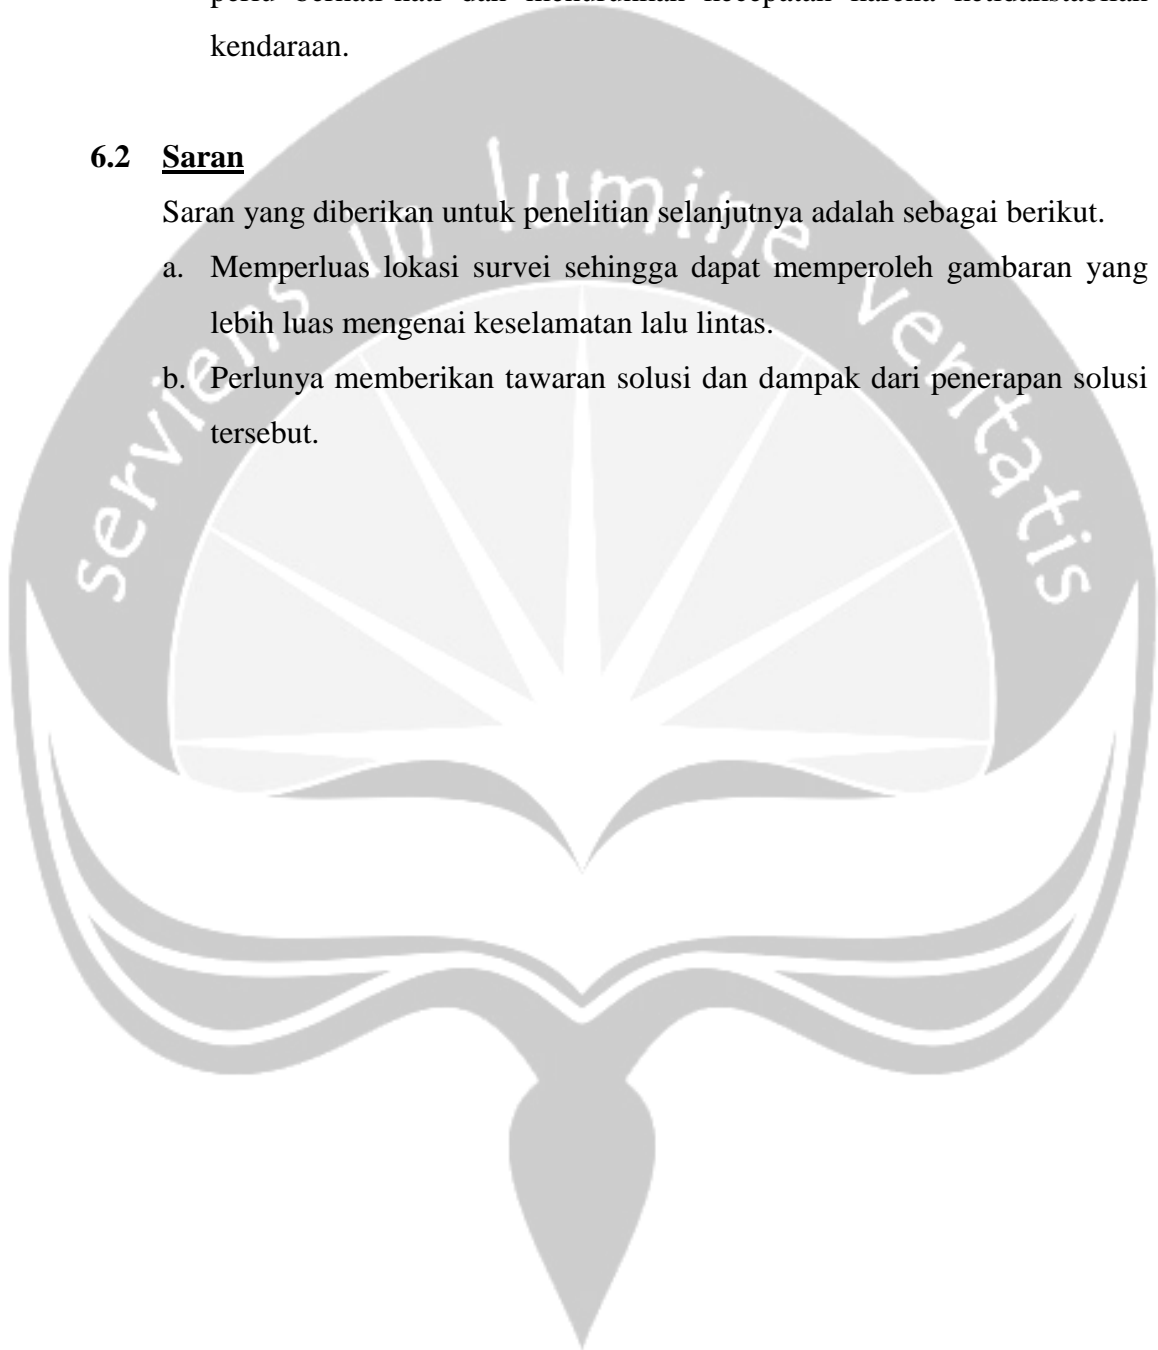 kendaraan.
6.2 Saran
Saran yang diberikan untuk penelitian selanjutnya adalah sebagai berikut.
a. Memperluas lokasi survei sehingga dapat memperoleh gambaran yang
lebih luas mengenai keselamatan lalu lintas.
b. Perlunya memberikan tawaran solusi dan dampak dari penerapan solusi
tersebut.
serviens in lumine veritatis